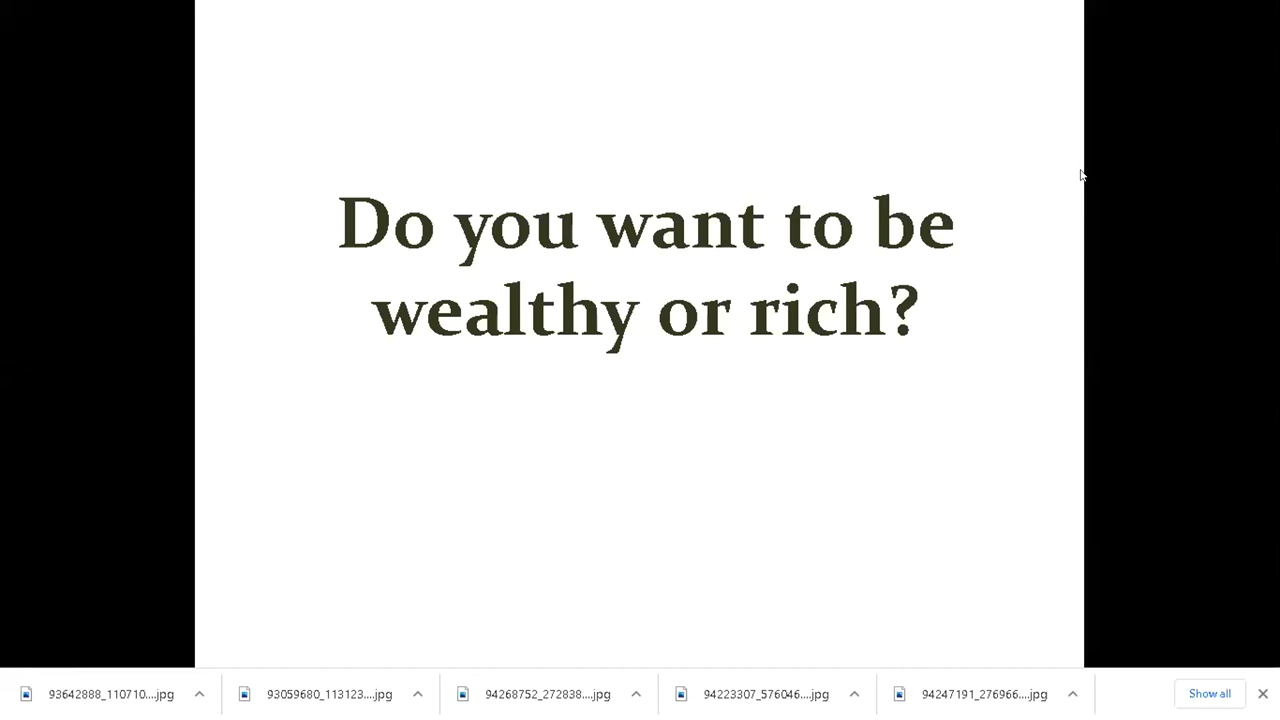 Do you want to be
wealthy or rich?
93642888_110710....jpg
93059680_113123....jpg
94268752_272838....jpg
94223307_576046....jpg
94247191_276966....jpg
Show all